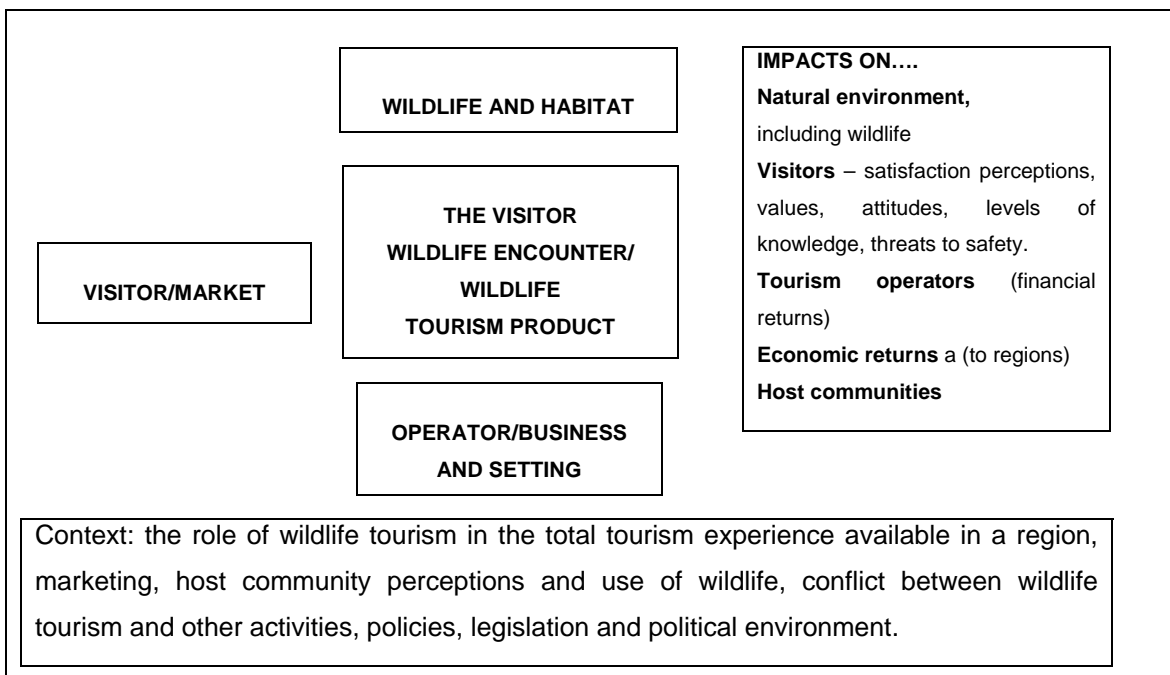 WILDLIFE AND HABITAT
THE VISITOR
WILDLIFE ENCOUNTER/
WILDLIFE
TOURISM PRODUCT
VISITOR/MARKET
OPERATOR/BUSINESS
AND SETTING
IMPACTS ON….
Natural environment,
including wildlife
Visitors – satisfaction perceptions,
values, attitudes, levels of
knowledge, threats to safety.
Tourism operators (financial
returns)
Economic returns a (to regions)
Host communities
Context: the role of wildlife tourism in the total tourism experience available in a region,
marketing, host community perceptions and use of wildlife, conflict between wildlife
tourism and other activities, policies, legislation and political environment.